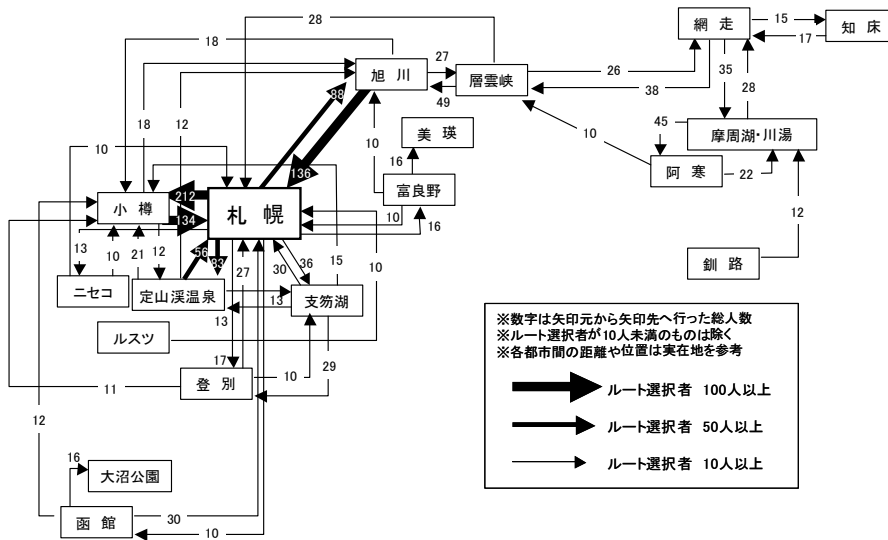 28
18
27
49
26
38
15
17
35
28
45
22
10
12
網 走
知 床
旭 川
層雲峡
88
136
18
12
10
美 瑛
16
摩周湖・川湯
阿 寒
10
富良野
10
16
212
134
小 樽
札 幌
13
10
12
21
56
83
27
36
30
15
10
釧 路
ニセコ
定山渓温泉
13
支笏湖
13
ルスツ
17
10
29
11
登 別
12
16
大沼公園
函 館
30
10
※数字は矢印元から矢印先へ行った総人数
※ルート選択者が10人未満のものは除く
※各都市間の距離や位置は実在地を参考
ルート選択者 100人以上
ルート選択者 50人以上
ルート選択者 10人以上